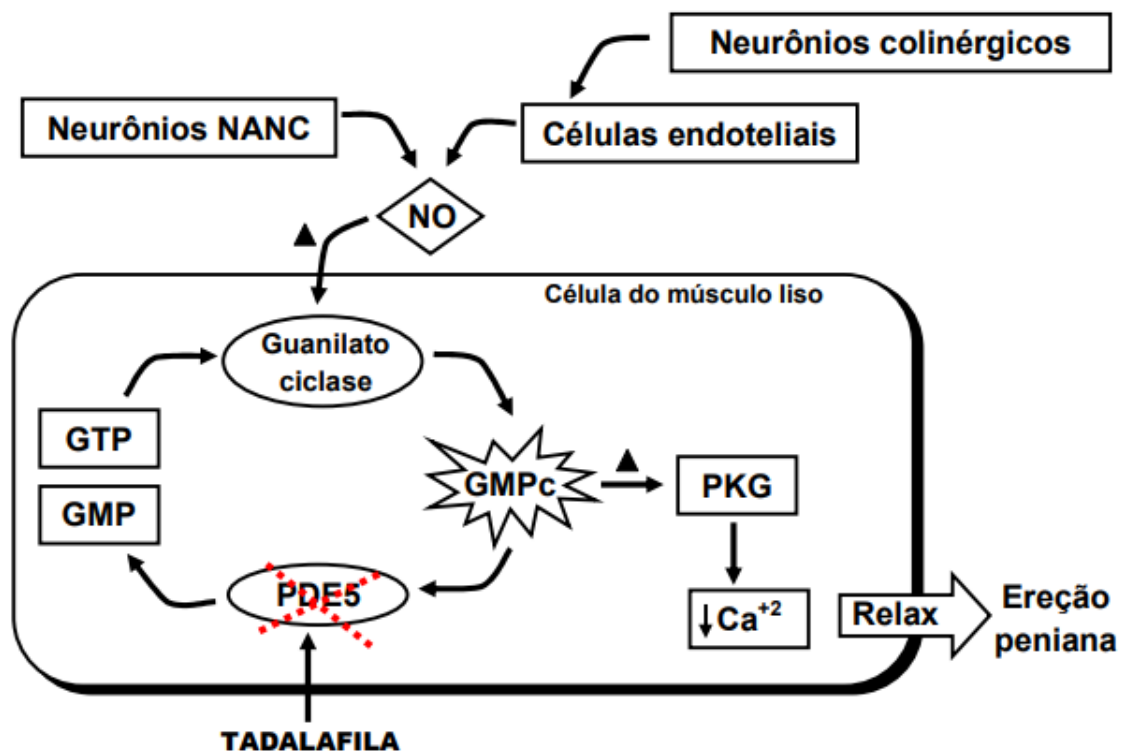 Neurônios colinérgicos
Neurônios NANC
Células endoteliais
NO
Célula do músculo liso
Guanilato
ciclase
GTP
GMP
GMPc
PKG
PDE5
↓Ca⁺²
Relax
Ereção
peniana
TADALAFILA